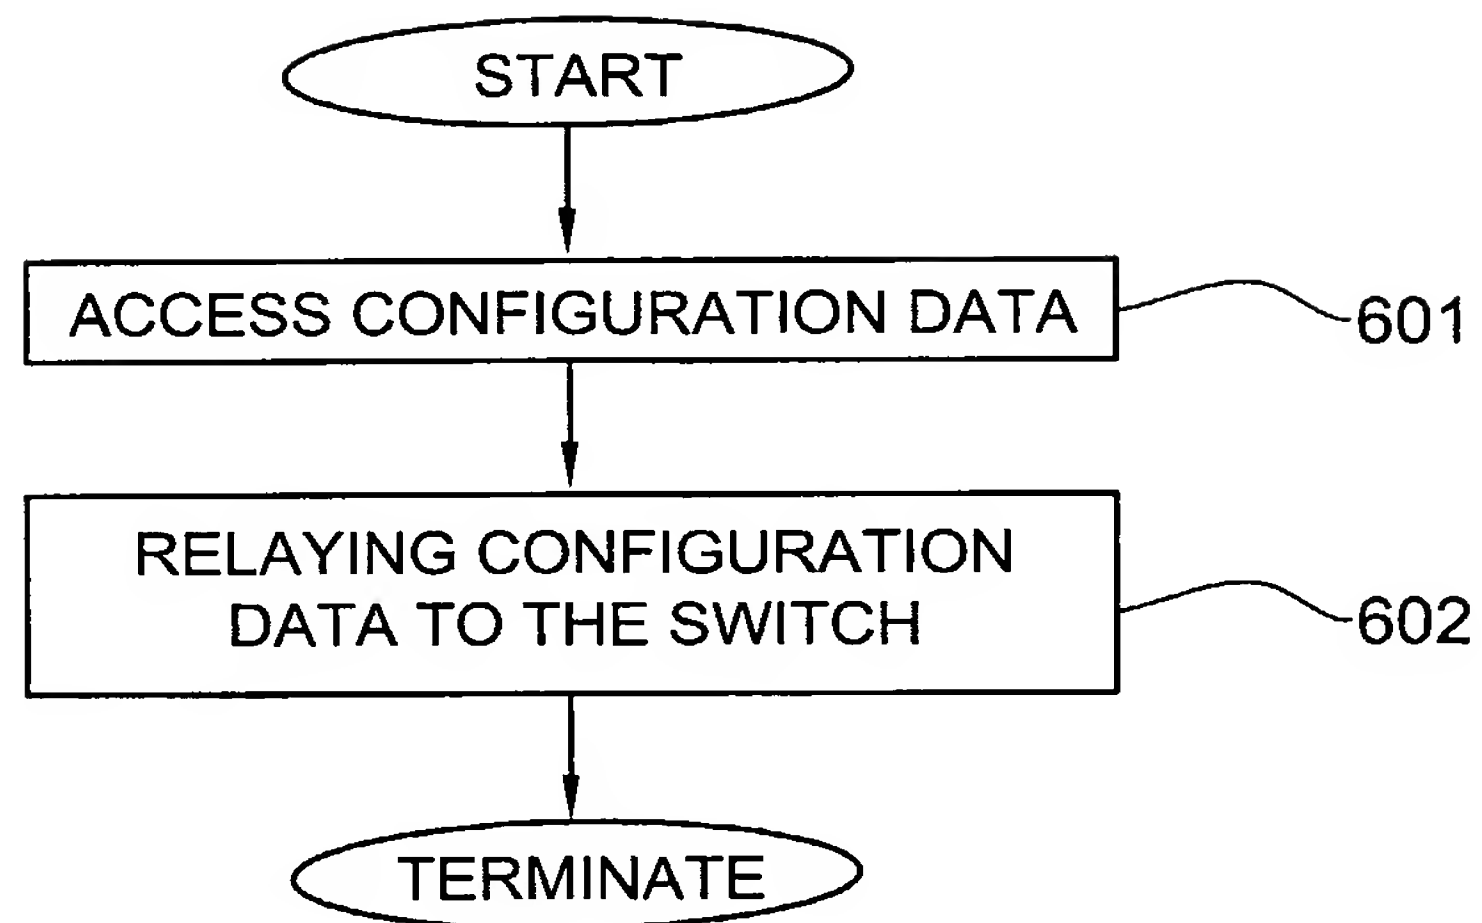 START
ACCESS CONFIGURATION DATA
601
RELAYING CONFIGURATION
DATA TO THE SWITCH
602
TERMINATE